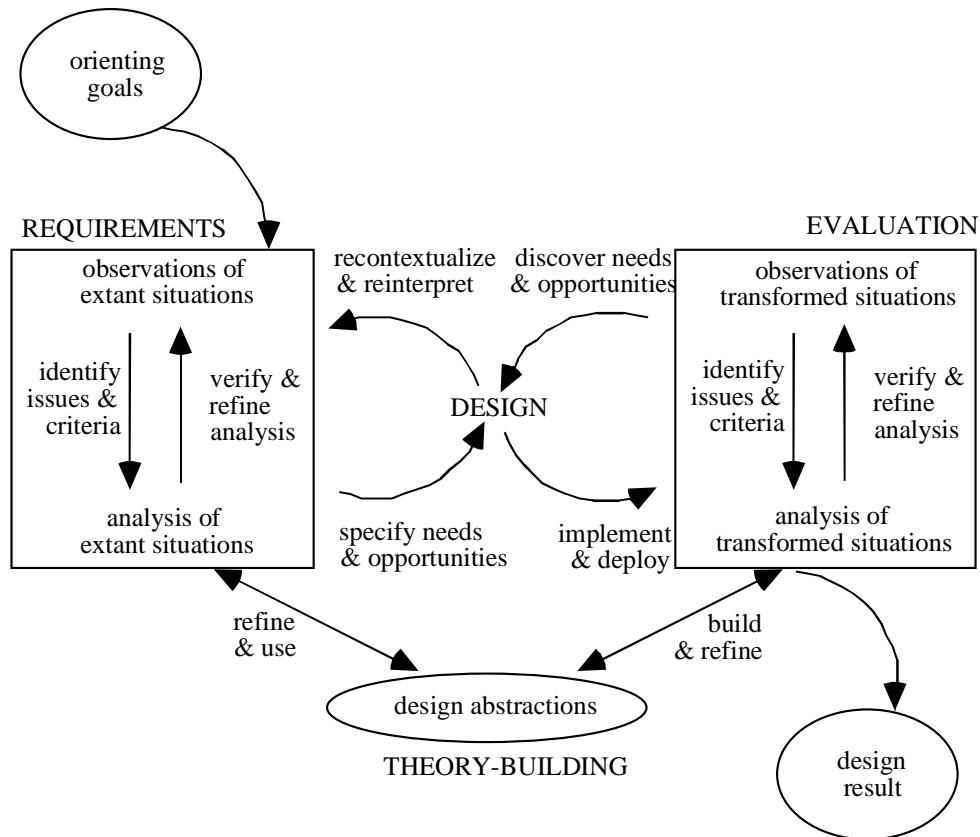 orienting
goals
REQUIREMENTS
observations of
extant situations
identify
issues &
criteria
verify &
refine
analysis
analysis of
extant situations
recontextualize
& reinterpret
discover needs
& opportunities
DESIGN
specify needs
& opportunities
implement
& deploy
EVALUATION
observations of
transformed situations
identify
issues &
criteria
verify &
refine
analysis
analysis of
transformed situations
refine
& use
build
& refine
design abstractions
THEORY-BUILDING
design
result